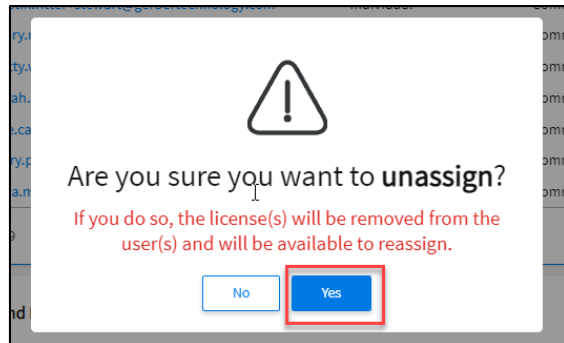 Are you sure you want to unassign?
If you do so, the license(s) will be removed from the
user(s) and will be available to reassign.
No
Yes